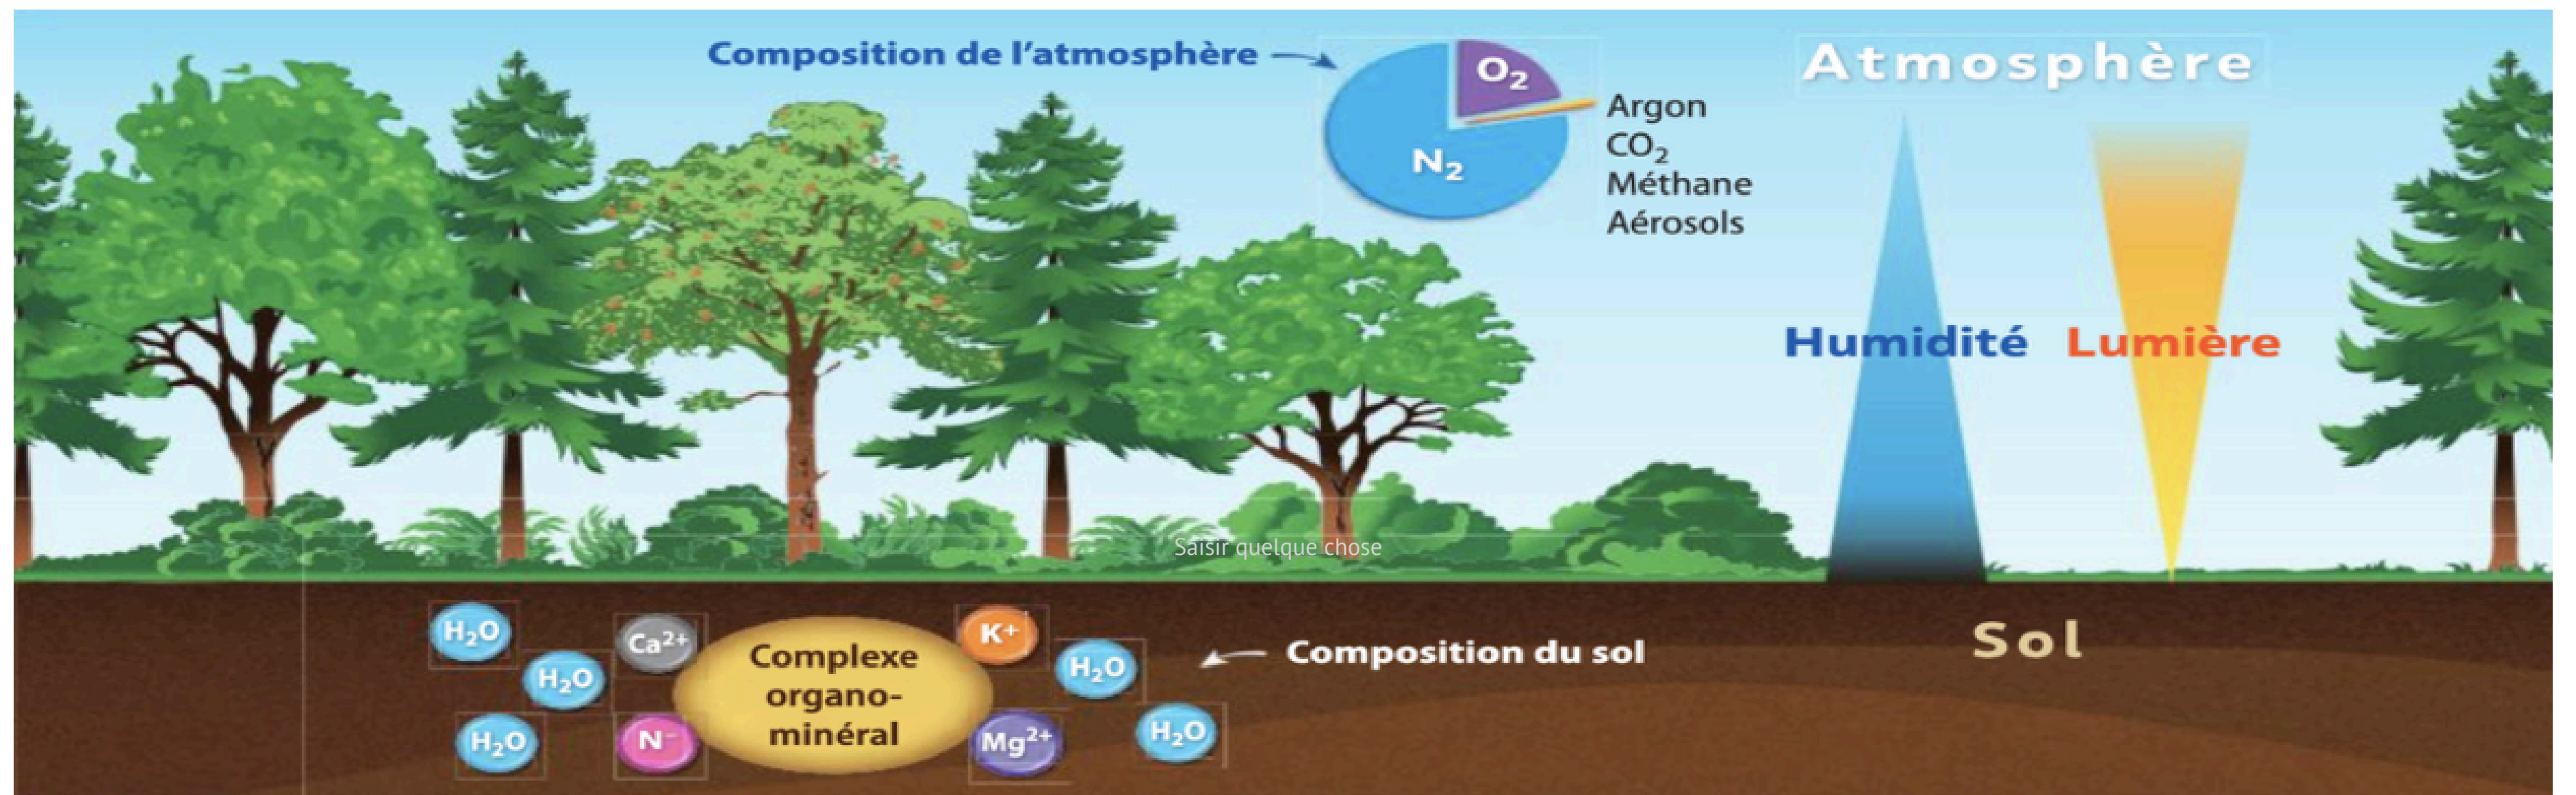 Composition de l'atmosphère
O₂
N₂
Argon
CO₂
Méthane
Aérosols
Atmosphère
Humidité
Lumière
Saisir quelque chose
H₂O
H₂O
H₂O
Ca²⁺
N⁻
Complexe
organo-
minéral
K⁺
Mg²⁺
H₂O
H₂O
Composition du sol
Sol